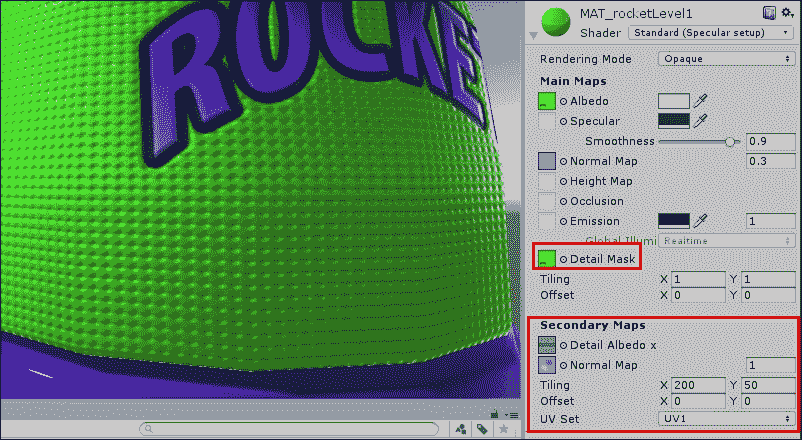 ROCKE
MAT_rocketLevel1
Shader Standard (Specular setup)
Rendering Mode Opaque
Main Maps
Albedo
Specular
Smoothness 0.9
Normal Map 0.3
Height Map
Occlusion
Emission 1
Global Illumi Realtime
Detail Mask
Tiling X 1 Y 1
Offset X 0 Y 0
Secondary Maps
Detail Albedo x
Normal Map 1
Tiling X 200 Y 50
Offset X 0 Y 0
UV Set UV1